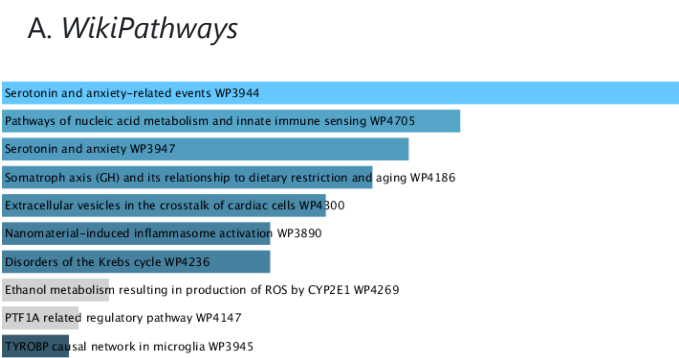 A. WikiPathways
Serotonin and anxiety-related events WP3944
Pathways of nucleic acid metabolism and innate immune sensing WP4705
Serotonin and anxiety WP3947
Somatroph axis (GH) and its relationship to dietary restriction and aging WP4186
Extracellular vesicles in the crosstalk of cardiac cells WP4300
Nanomaterial-induced inflammasome activation WP3890
Disorders of the Krebs cycle WP4236
Ethanol metabolism resulting in production of ROS by CYP2E1 WP4269
PTF1A related regulatory pathway WP4147
TYROBP causal network in microglia WP3945